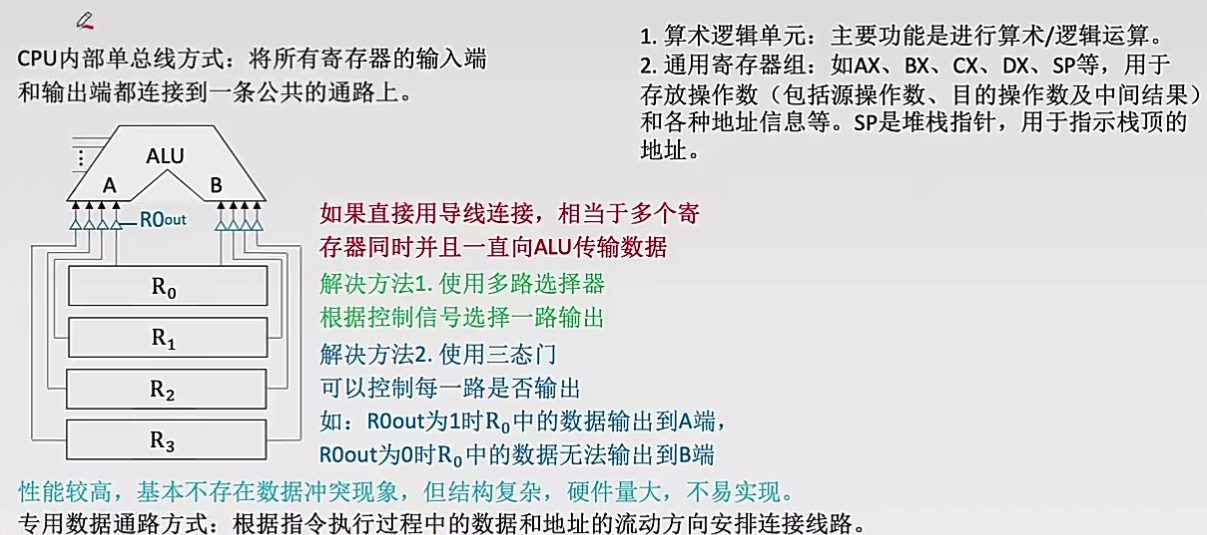 CPU内部单总线方式：将所有寄存器的输入端
和输出端都连接到一条公共的通路上。
1. 算术逻辑单元：主要功能是进行算术/逻辑运算。
2. 通用寄存器组：如AX、BX、CX、DX、SP等，用于
存放操作数（包括源操作数、目的操作数及中间结果）
和各种地址信息等。SP是堆栈指针，用于指示栈顶的
地址。
ALU
A B
R0out
R0
R1
R2
R3
如果直接用导线连接，相当于多个寄
存器同时并且一直向ALU传输数据
解决方法1. 使用多路选择器
根据控制信号选择一路输出
解决方法2. 使用三态门
可以控制每一路是否输出
如：R0out为1时R0中的数据输出到A端，
R0out为0时R0中的数据无法输出到B端
性能较高，基本不存在数据冲突现象，但结构复杂，硬件量大，不易实现。
专用数据通路方式：根据指令执行过程中的数据和地址的流动方向安排连接线路。